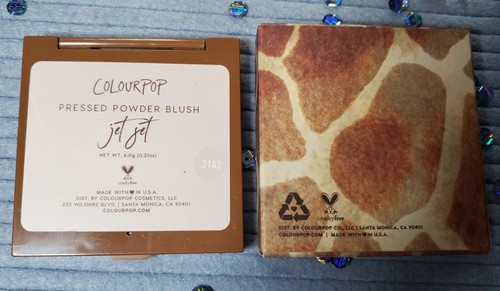 COLOURPOP
PRESSED POWDER BLUSH
jet set
NET WT. 6.0g (0.21oz)
21A2
crueltyfree
MADE WITH ♥ IN U.S.A.
DIST. BY COLOURPOP COSMETICS, LLC
233 WILSHIRE BLVD. | SANTA MONICA, CA 90401
COLOURPOP.COM
crueltyfree
DIST. BY COLOURPOP CO., LLC | SANTA MONICA, CA 90401
COLOURPOP.COM | MADE WITH ♥ IN U.S.A.